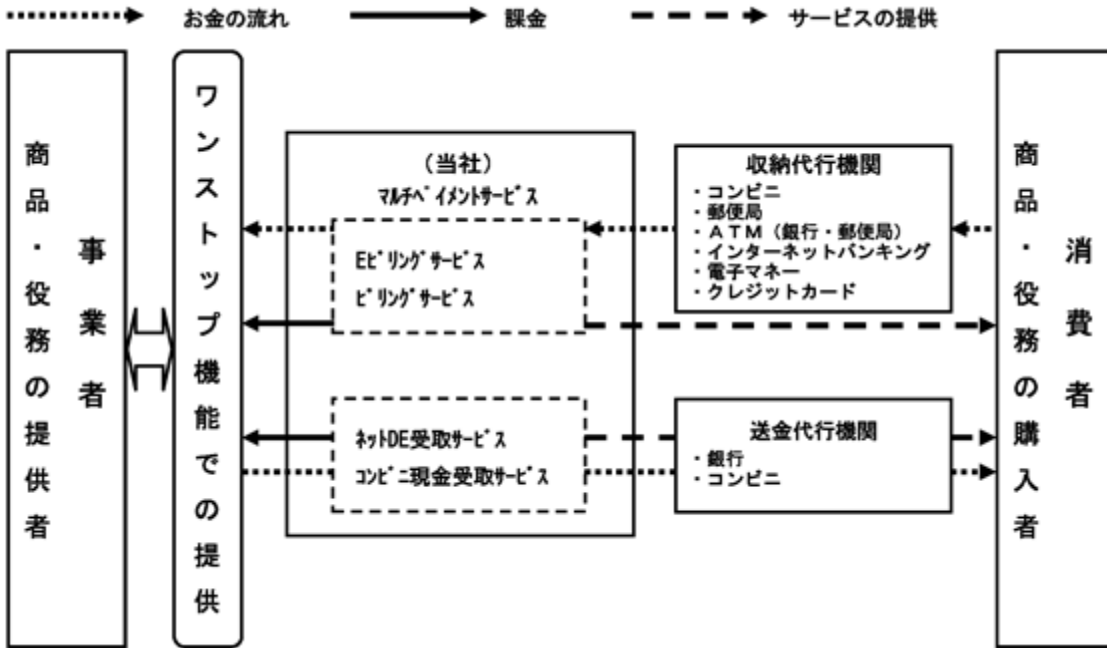 お金の流れ
課金
サービスの提供
商品・役務の提供者
事業者
ワンストップ機能での提供
(当社)
ﾏﾙﾁﾍﾟｲﾒﾝﾄｻｰﾋﾞｽ
Eﾋﾞﾘﾝｸﾞｻｰﾋﾞｽ
ﾋﾞﾘﾝｸﾞｻｰﾋﾞｽ
ﾈｯﾄDE受取ｻｰﾋﾞｽ
ｺﾝﾋﾞﾆ現金受取ｻｰﾋﾞｽ
収納代行機関
・コンビニ
・郵便局
・ＡＴＭ（銀行・郵便局）
・インターネットバンキング
・電子マネー
・クレジットカード
送金代行機関
・銀行
・コンビニ
商品・役務の購入者
消費者